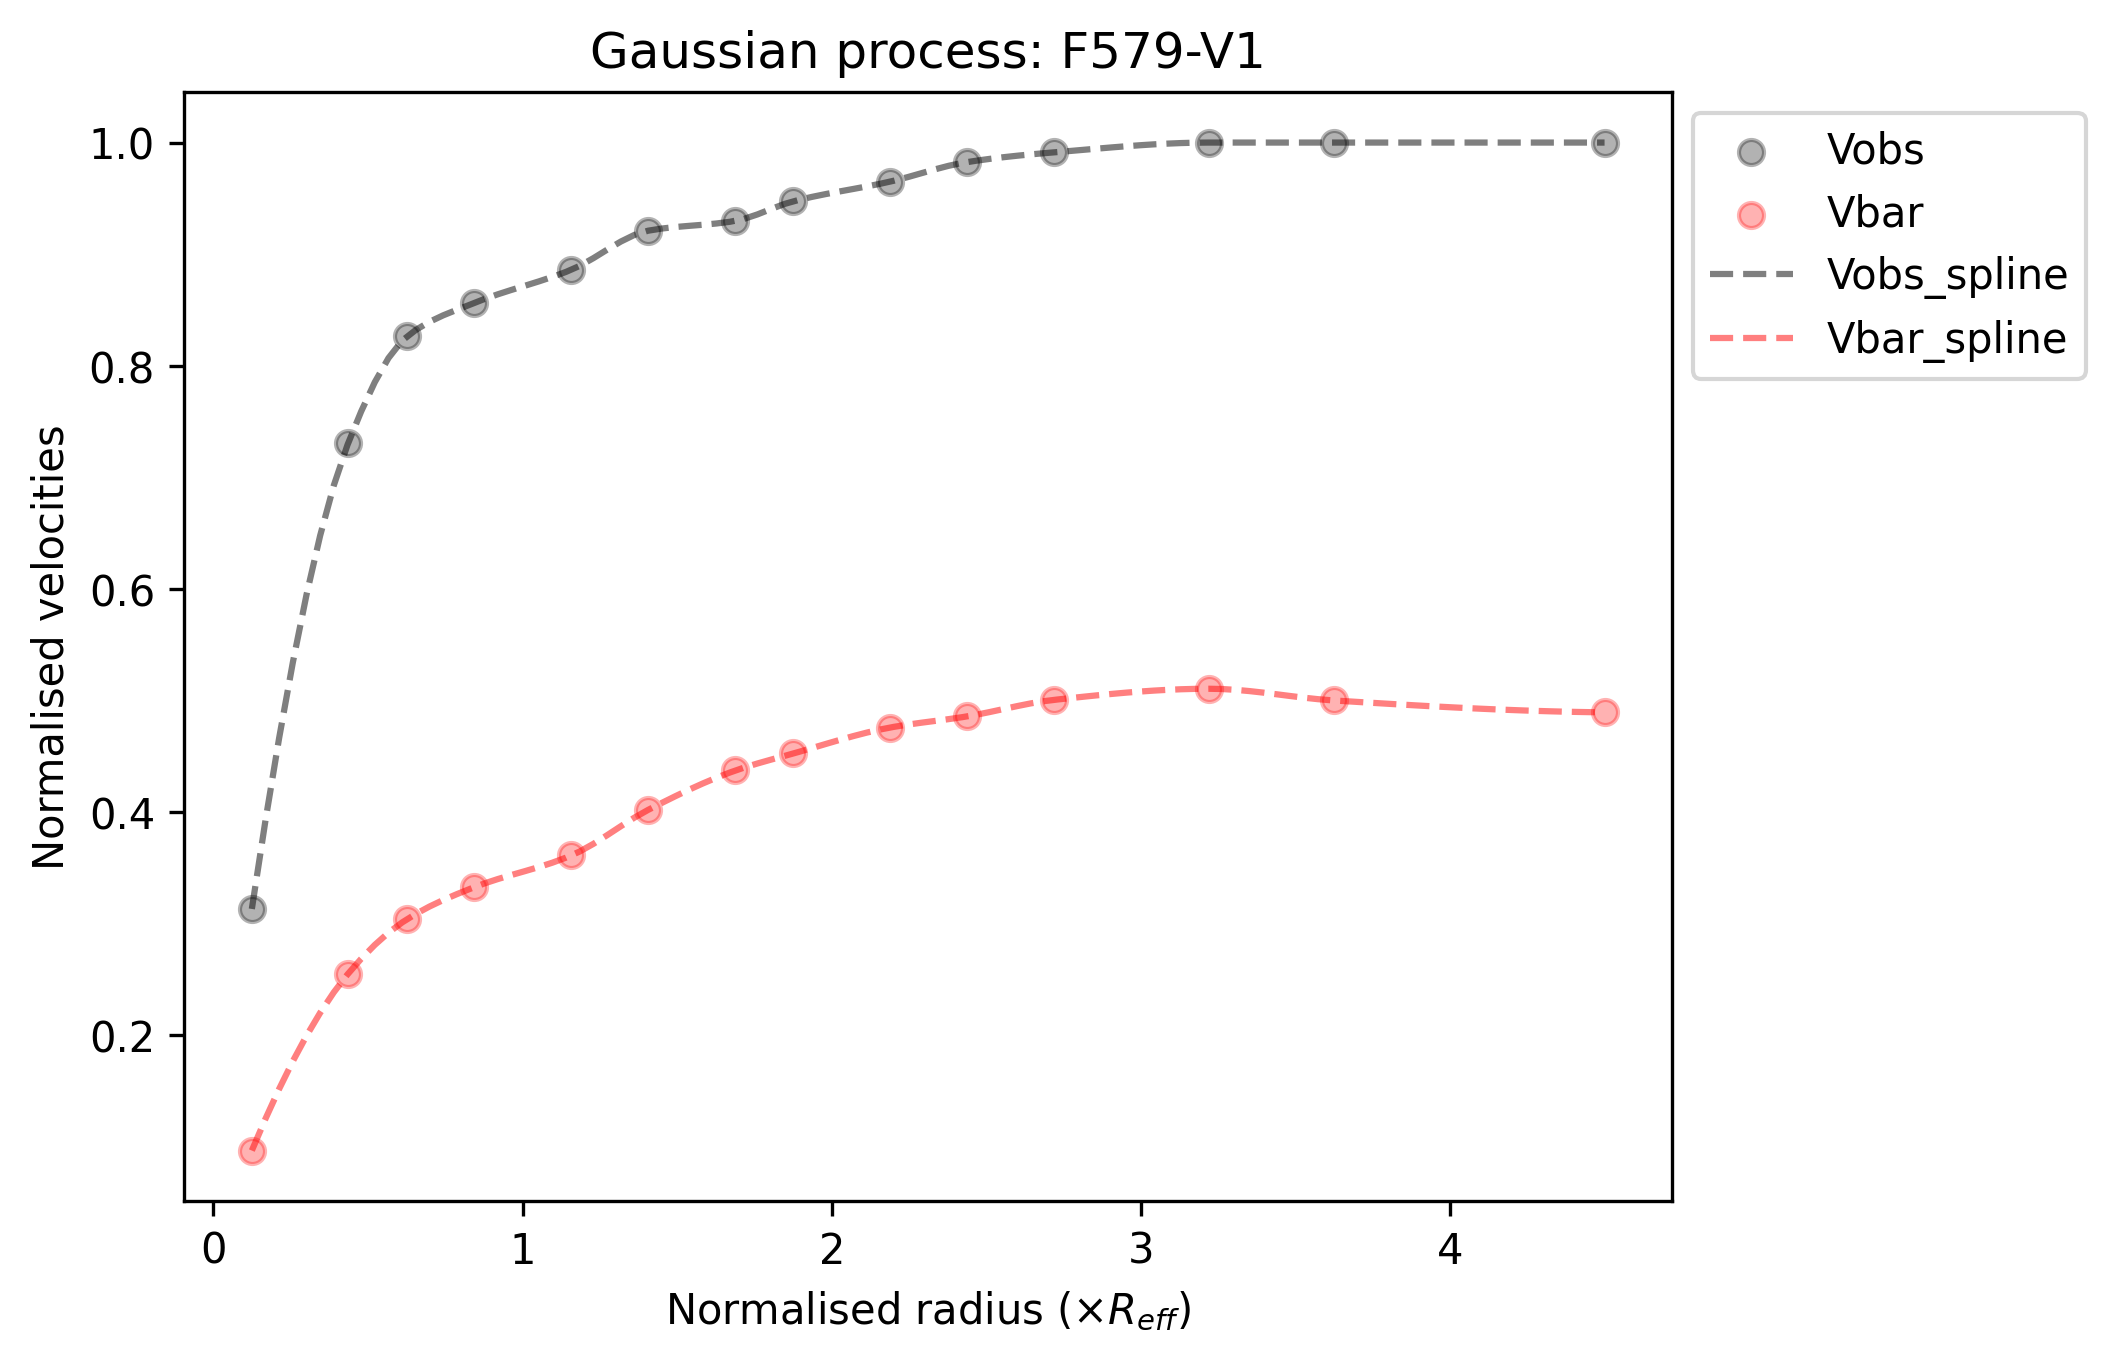 Gaussian process: F579-V1
Vobs
Vbar
Vobs_spline
Vbar_spline
Normalised velocities
1.0
0.8
0.6
0.4
0.2
0 1 2 3 4
Normalised radius (×R_eff)